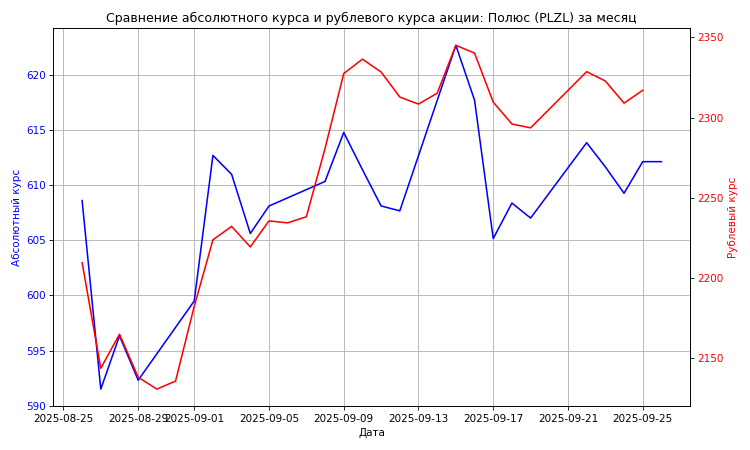 Сравнение абсолютного курса и рублевого курса акции: Полюс (PLZL) за месяц
Абсолютный курс
620
615
610
605
600
595
590
2350
2300
2250
2200
2150
Рублевый курс
2025-08-25 2025-08-29 2025-09-01 2025-09-05 2025-09-09 2025-09-13 2025-09-17 2025-09-21 2025-09-25
Дата